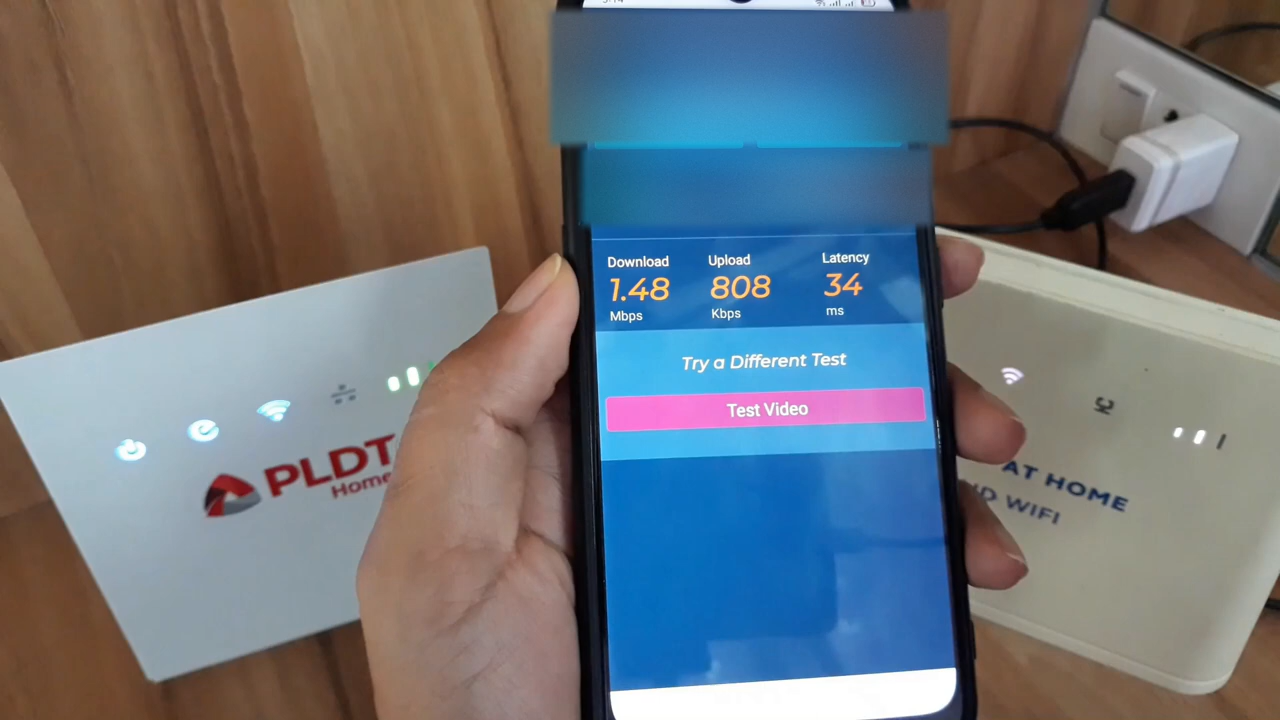 Download
1.48
Mbps
Upload
808
Kbps
Latency
34
ms
Try a Different Test
Test Video
PLDT
Home
AT HOME
WIFI